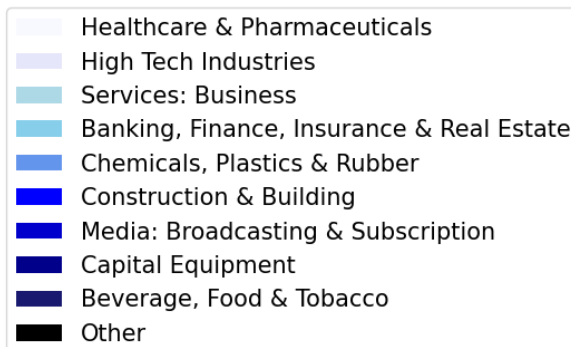 Healthcare & Pharmaceuticals
High Tech Industries
Services: Business
Banking, Finance, Insurance & Real Estate
Chemicals, Plastics & Rubber
Construction & Building
Media: Broadcasting & Subscription
Capital Equipment
Beverage, Food & Tobacco
Other